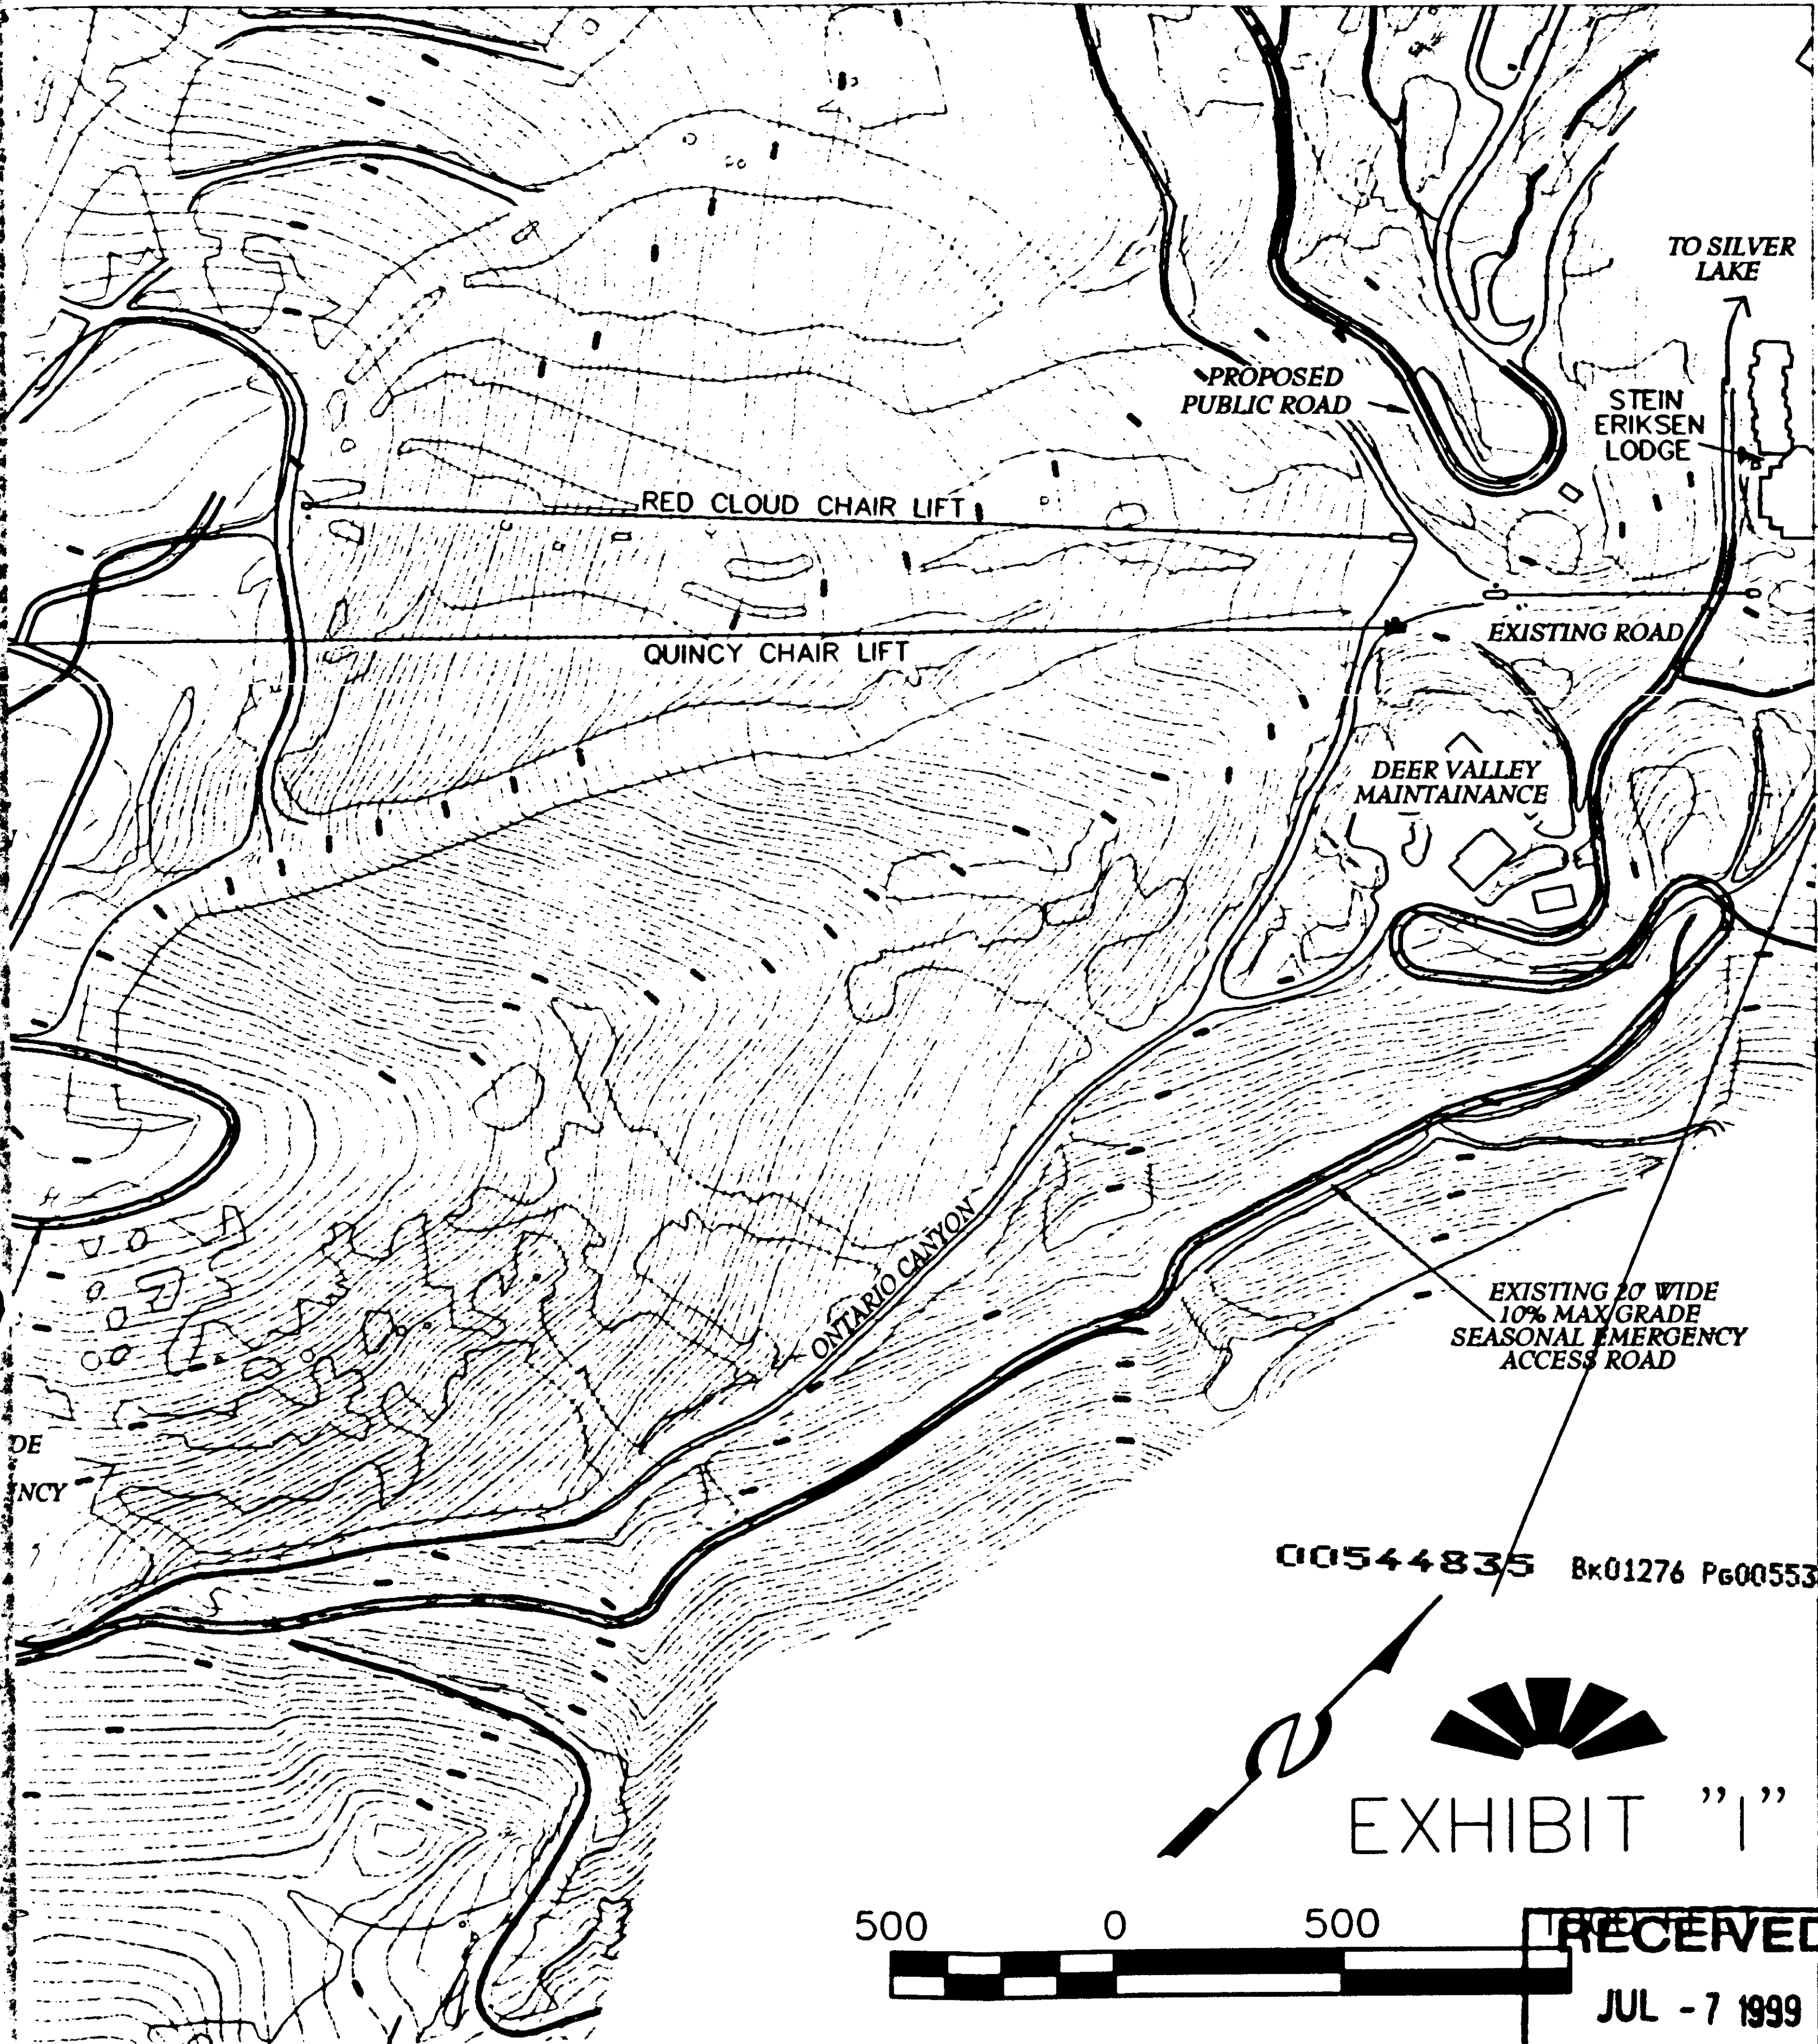 TO SILVER
LAKE
PROPOSED
PUBLIC ROAD
STEIN
ERIKSEN
LODGE
RED CLOUD CHAIR LIFT
EXISTING ROAD
QUINCY CHAIR LIFT
DEER VALLEY
MAINTAINANCE
ONTARIO CANYON
EXISTING 20' WIDE
10% MAX GRADE
SEASONAL EMERGENCY
ACCESS ROAD
DE
NCY
00544835 BK01276 PG00553
N
EXHIBIT "I"
500 0 500
RECEIVED
JUL - 7 1999